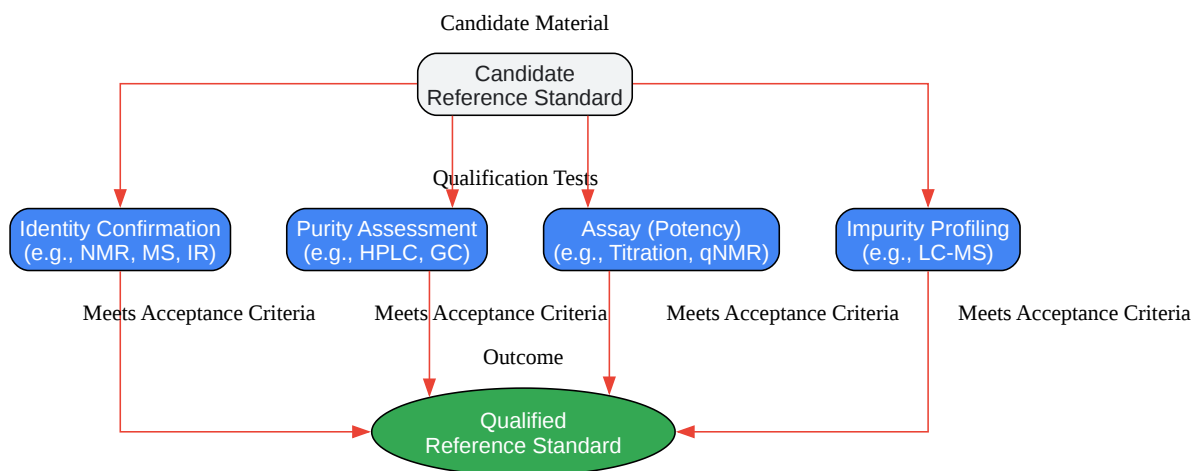 Candidate Material
Candidate
Reference Standard
Qualification Tests
Identity Confirmation
(e.g., NMR, MS, IR)
Purity Assessment
(e.g., HPLC, GC)
Assay (Potency)
(e.g., Titration, qNMR)
Impurity Profiling
(e.g., LC-MS)
Meets Acceptance Criteria
Meets Acceptance Criteria
Meets Acceptance Criteria
Meets Acceptance Criteria
Outcome
Qualified
Reference Standard